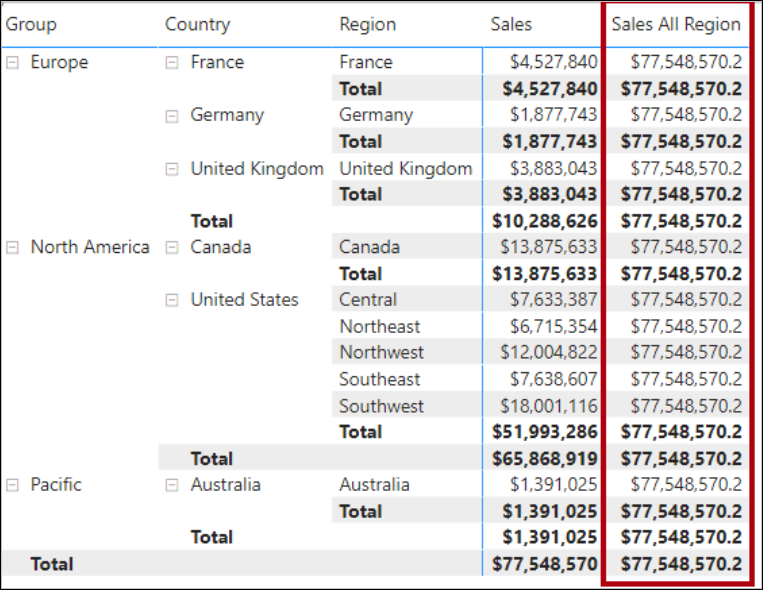 Group Country Region Sales Sales All Region
Europe France France $4,527,840 $77,548,570.2
Total $4,527,840 $77,548,570.2
Germany Germany $1,877,743 $77,548,570.2
Total $1,877,743 $77,548,570.2
United Kingdom United Kingdom $3,883,043 $77,548,570.2
Total $3,883,043 $77,548,570.2
Total $10,288,626 $77,548,570.2
North America Canada Canada $13,875,633 $77,548,570.2
Total $13,875,633 $77,548,570.2
United States Central $7,633,387 $77,548,570.2
Northeast $6,715,354 $77,548,570.2
Northwest $12,004,822 $77,548,570.2
Southeast $7,638,607 $77,548,570.2
Southwest $18,001,116 $77,548,570.2
Total $51,993,286 $77,548,570.2
Total $65,868,919 $77,548,570.2
Pacific Australia Australia $1,391,025 $77,548,570.2
Total $1,391,025 $77,548,570.2
Total $1,391,025 $77,548,570.2
Total $77,548,570 $77,548,570.2